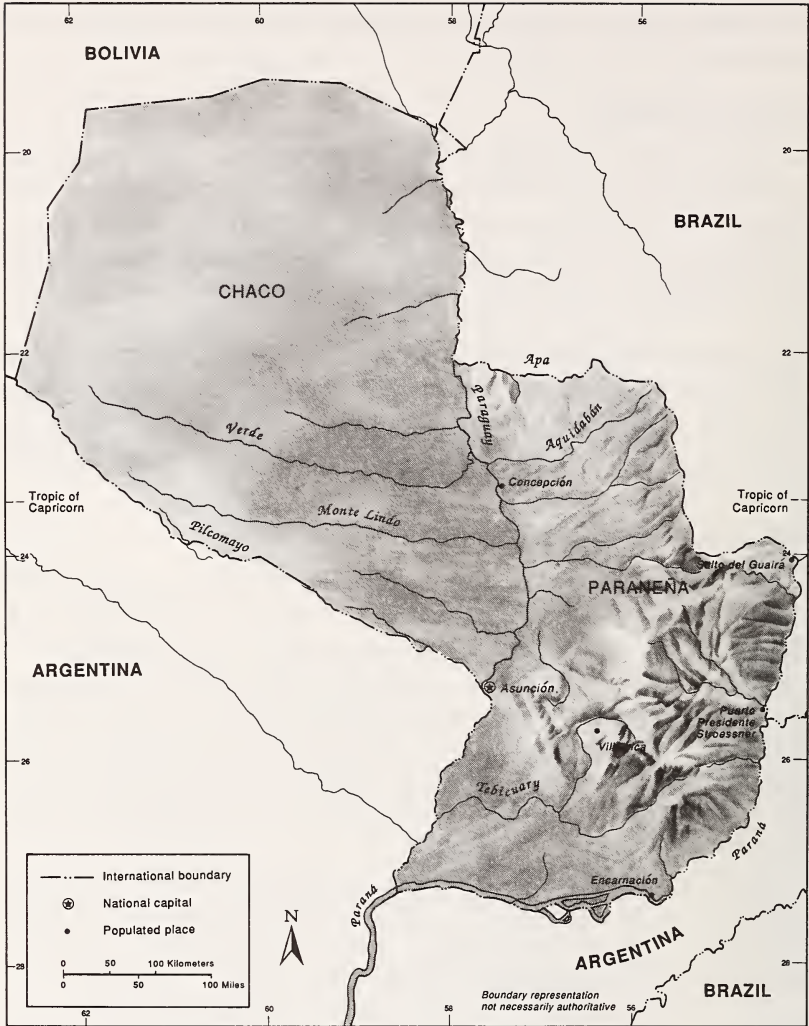 62
60
58
56
BOLIVIA
20
20
BRAZIL
CHACO
22
22
Apa
Paraguay
Aquidabán
Verde
Concepción
Tropic of
Capricorn
Tropic of
Capricorn
Monte Lindo
Pilcomayo
24
24
Salto del Guairá
PARANEÑA
ARGENTINA
Asunción
Puerto
Presidente
Stroessner
Villarrica
26
26
Tebicuary
Paraná
International boundary
National capital
Populated place
0 50 100 Kilometers
0 50 100 Miles
Encarnación
Paraná
N
ARGENTINA
28
28
BRAZIL
Boundary representation
not necessarily authoritative
62
60
58
56